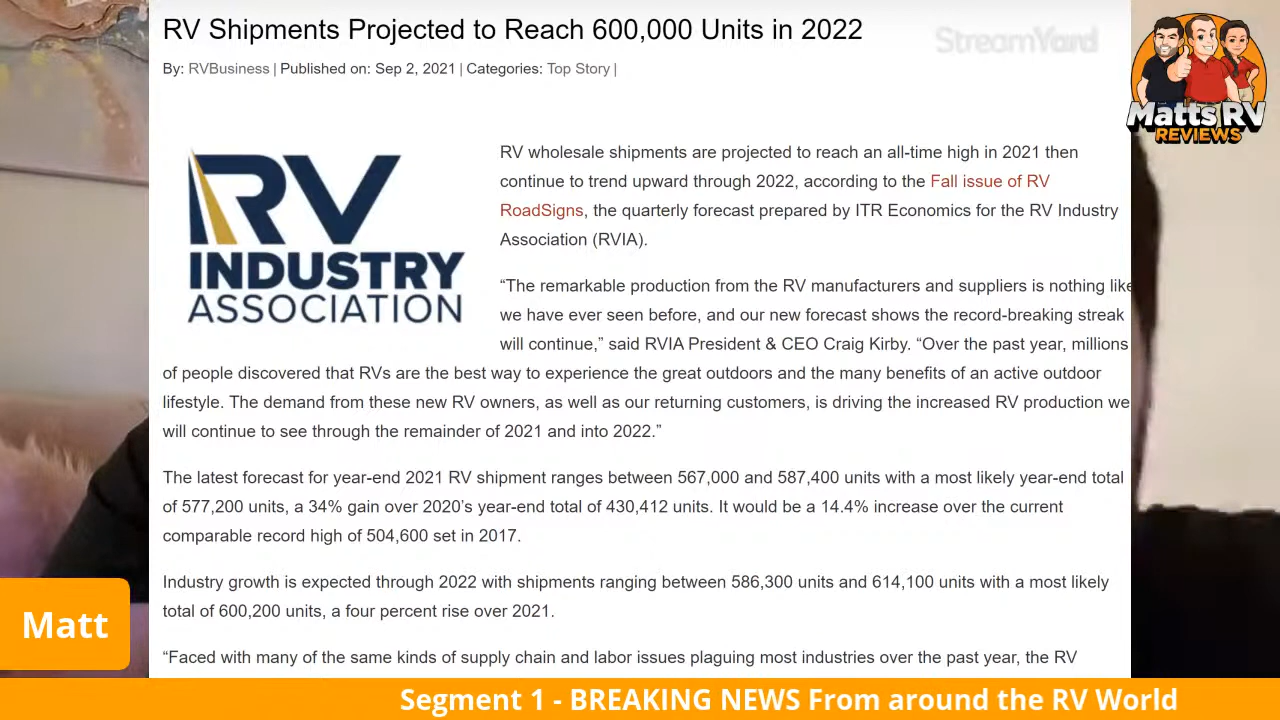 RV Shipments Projected to Reach 600,000 Units in 2022
StreamYard
By: RVBusiness | Published on: Sep 2, 2021 | Categories: Top Story |
Matts RV
REVIEWS
RV
INDUSTRY
ASSOCIATION
RV wholesale shipments are projected to reach an all-time high in 2021 then
continue to trend upward through 2022, according to the Fall issue of RV
RoadSigns, the quarterly forecast prepared by ITR Economics for the RV Industry
Association (RVIA).
“The remarkable production from the RV manufacturers and suppliers is nothing like
we have ever seen before, and our new forecast shows the record-breaking streak
will continue,” said RVIA President & CEO Craig Kirby. “Over the past year, millions
of people discovered that RVs are the best way to experience the great outdoors and the many benefits of an active outdoor
lifestyle. The demand from these new RV owners, as well as our returning customers, is driving the increased RV production we
will continue to see through the remainder of 2021 and into 2022.”
The latest forecast for year-end 2021 RV shipment ranges between 567,000 and 587,400 units with a most likely year-end total
of 577,200 units, a 34% gain over 2020’s year-end total of 430,412 units. It would be a 14.4% increase over the current
comparable record high of 504,600 set in 2017.
Industry growth is expected through 2022 with shipments ranging between 586,300 units and 614,100 units with a most likely
total of 600,200 units, a four percent rise over 2021.
“Faced with many of the same kinds of supply chain and labor issues plaguing most industries over the past year, the RV
Matt
Segment 1 - BREAKING NEWS From around the RV World